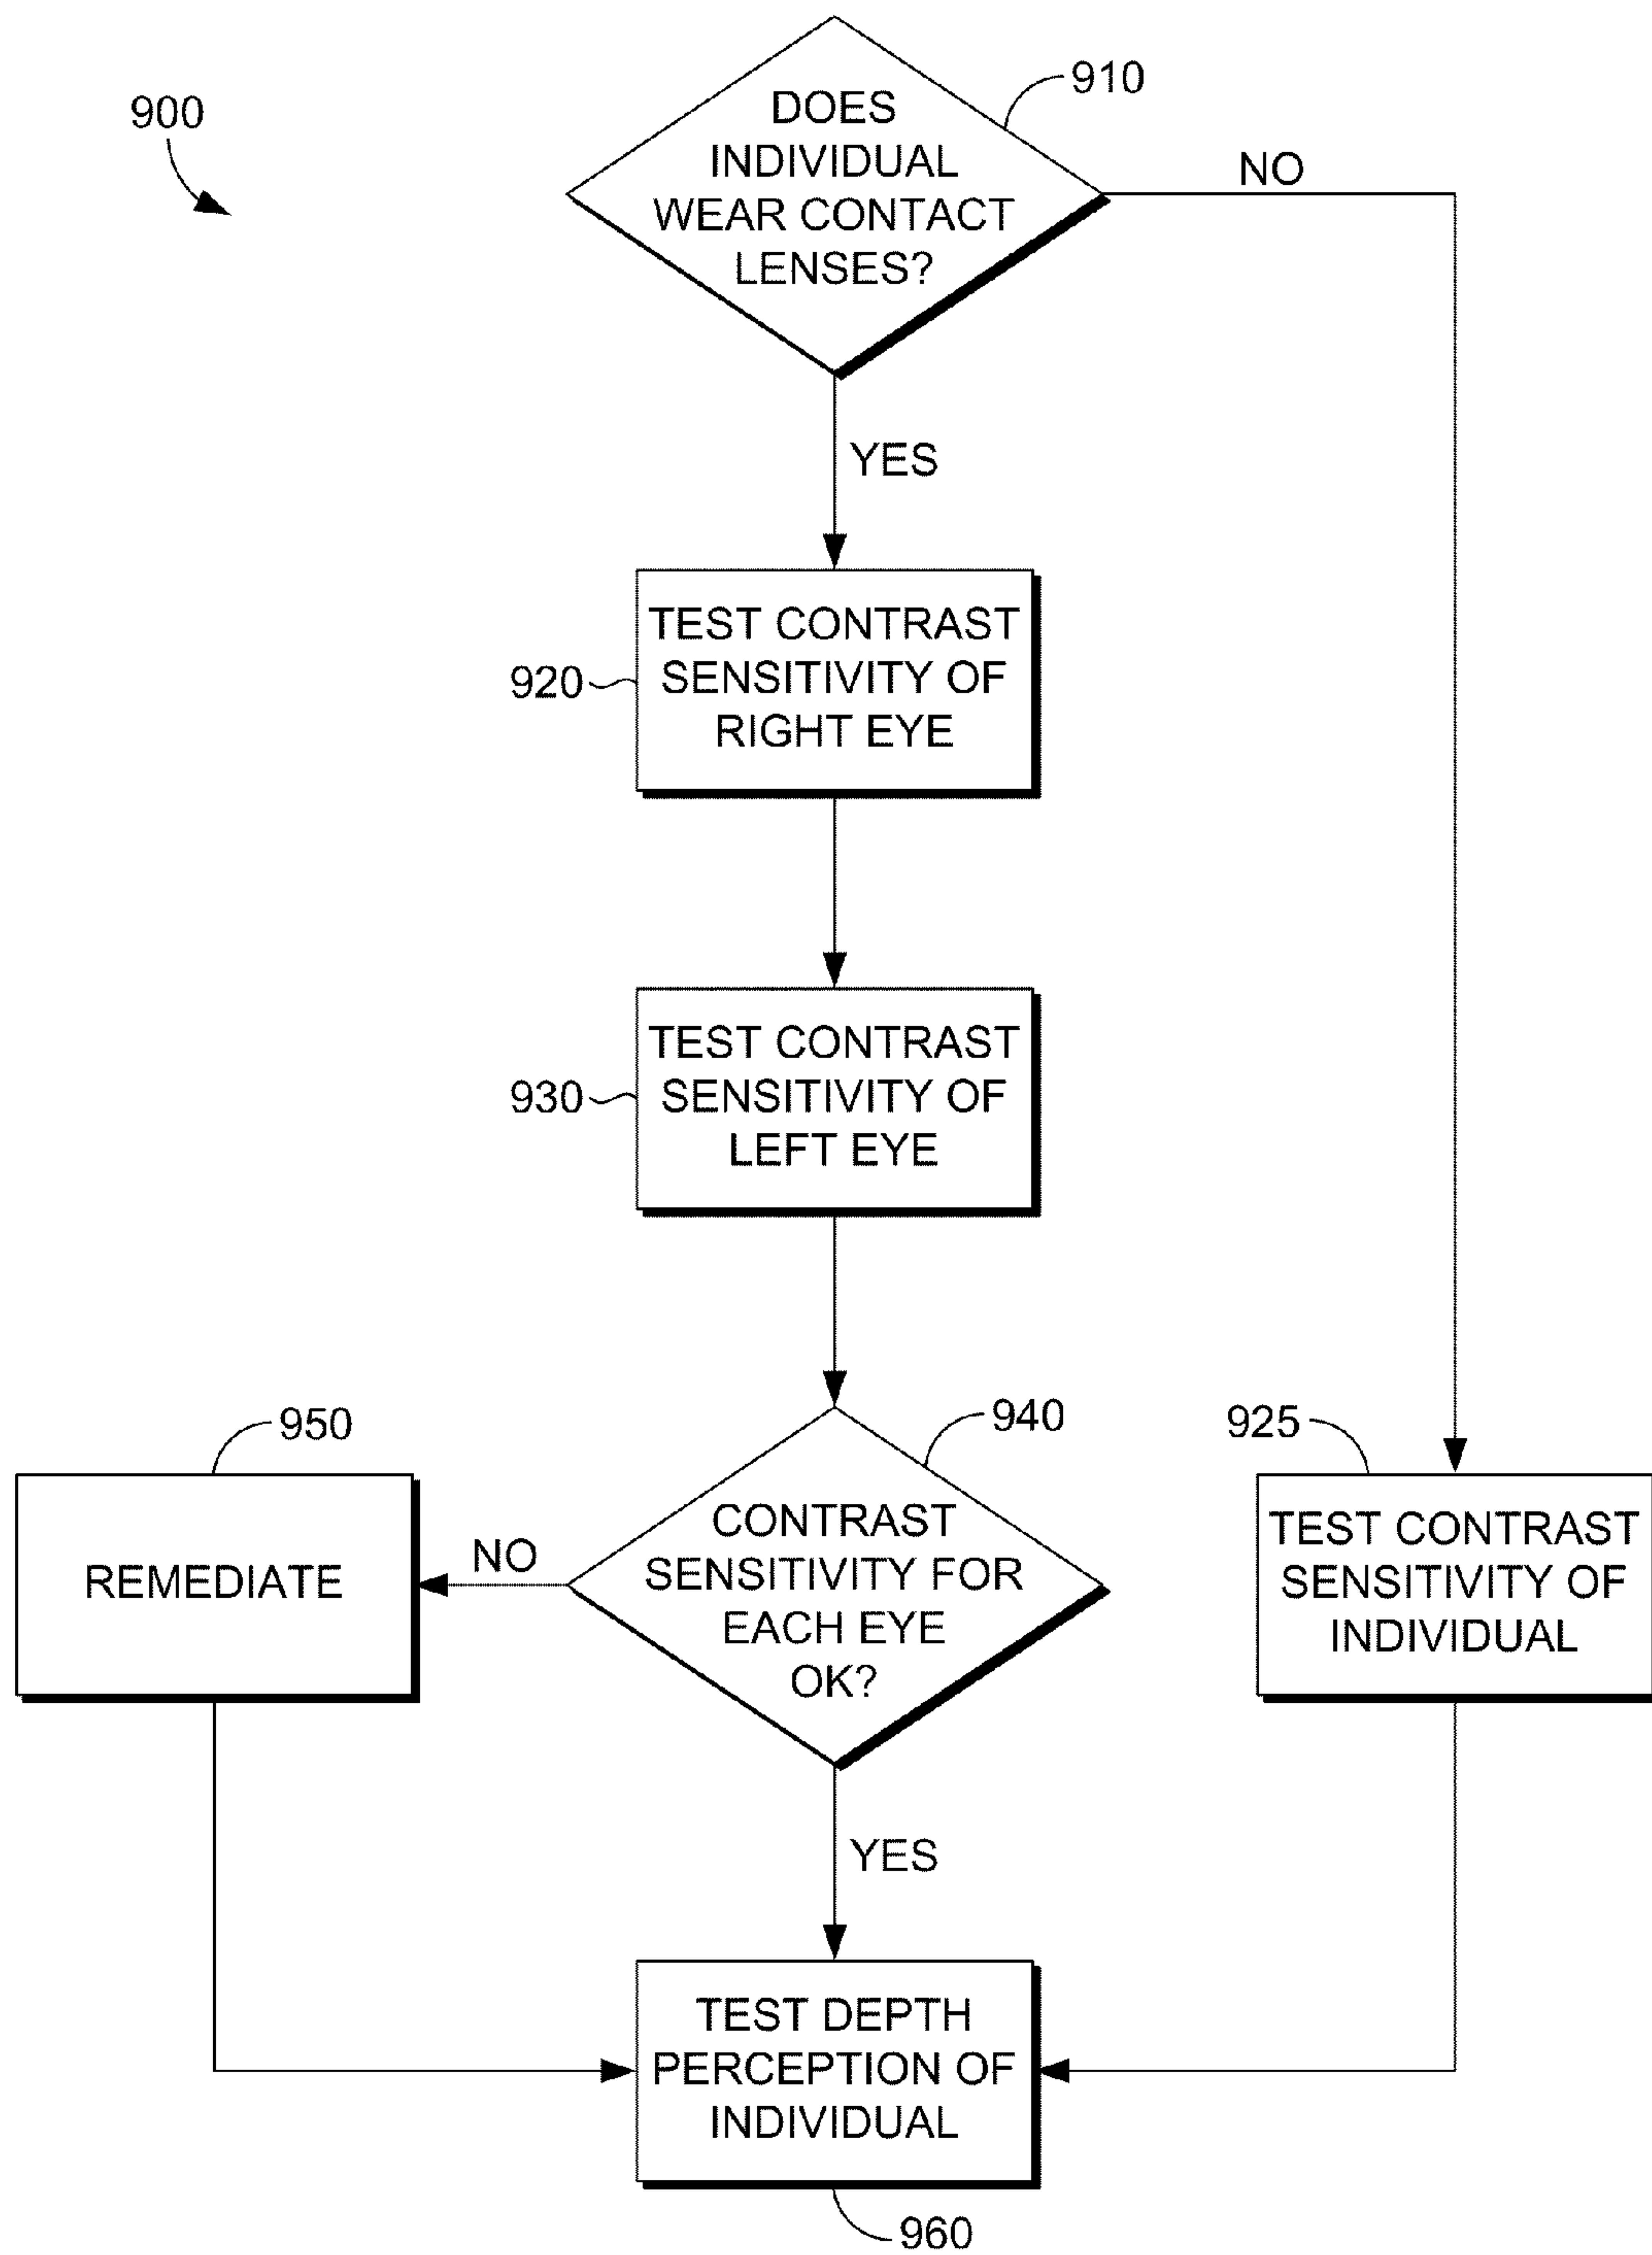 900
910
DOES
INDIVIDUAL
WEAR CONTACT
LENSES?
NO
YES
920
TEST CONTRAST
SENSITIVITY OF
RIGHT EYE
930
TEST CONTRAST
SENSITIVITY OF
LEFT EYE
950
REMEDIATE
NO
940
CONTRAST
SENSITIVITY FOR
EACH EYE
OK?
925
TEST CONTRAST
SENSITIVITY OF
INDIVIDUAL
YES
TEST DEPTH
PERCEPTION OF
INDIVIDUAL
960